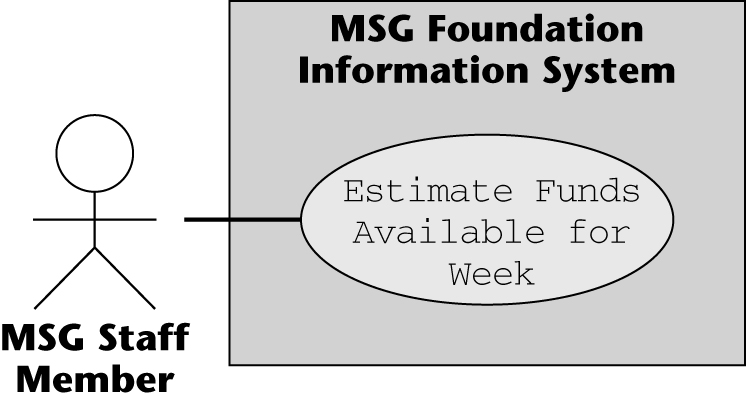 MSG Foundation
Information System
Estimate Funds
Available for
Week
MSG Staff
Member